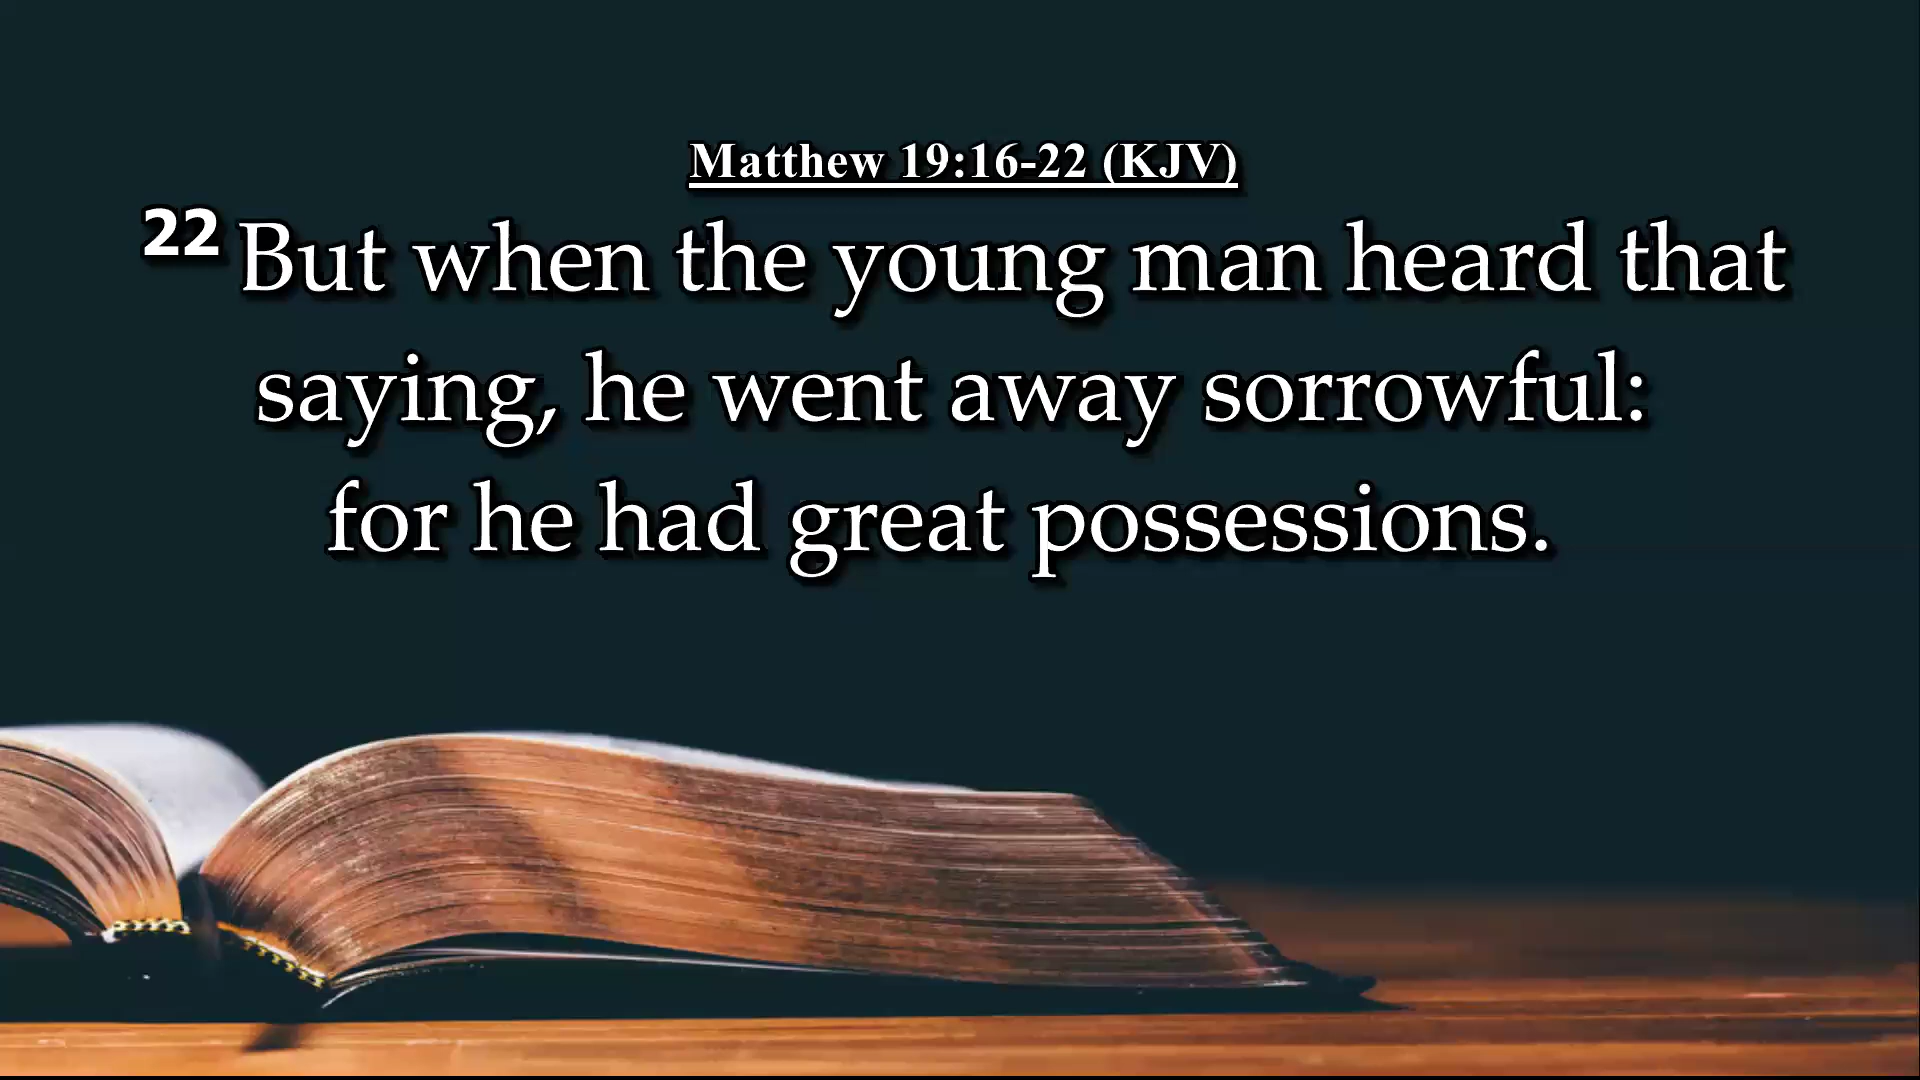 Matthew 19:16-22 (KJV)
22 But when the young man heard that
saying, he went away sorrowful:
for he had great possessions.